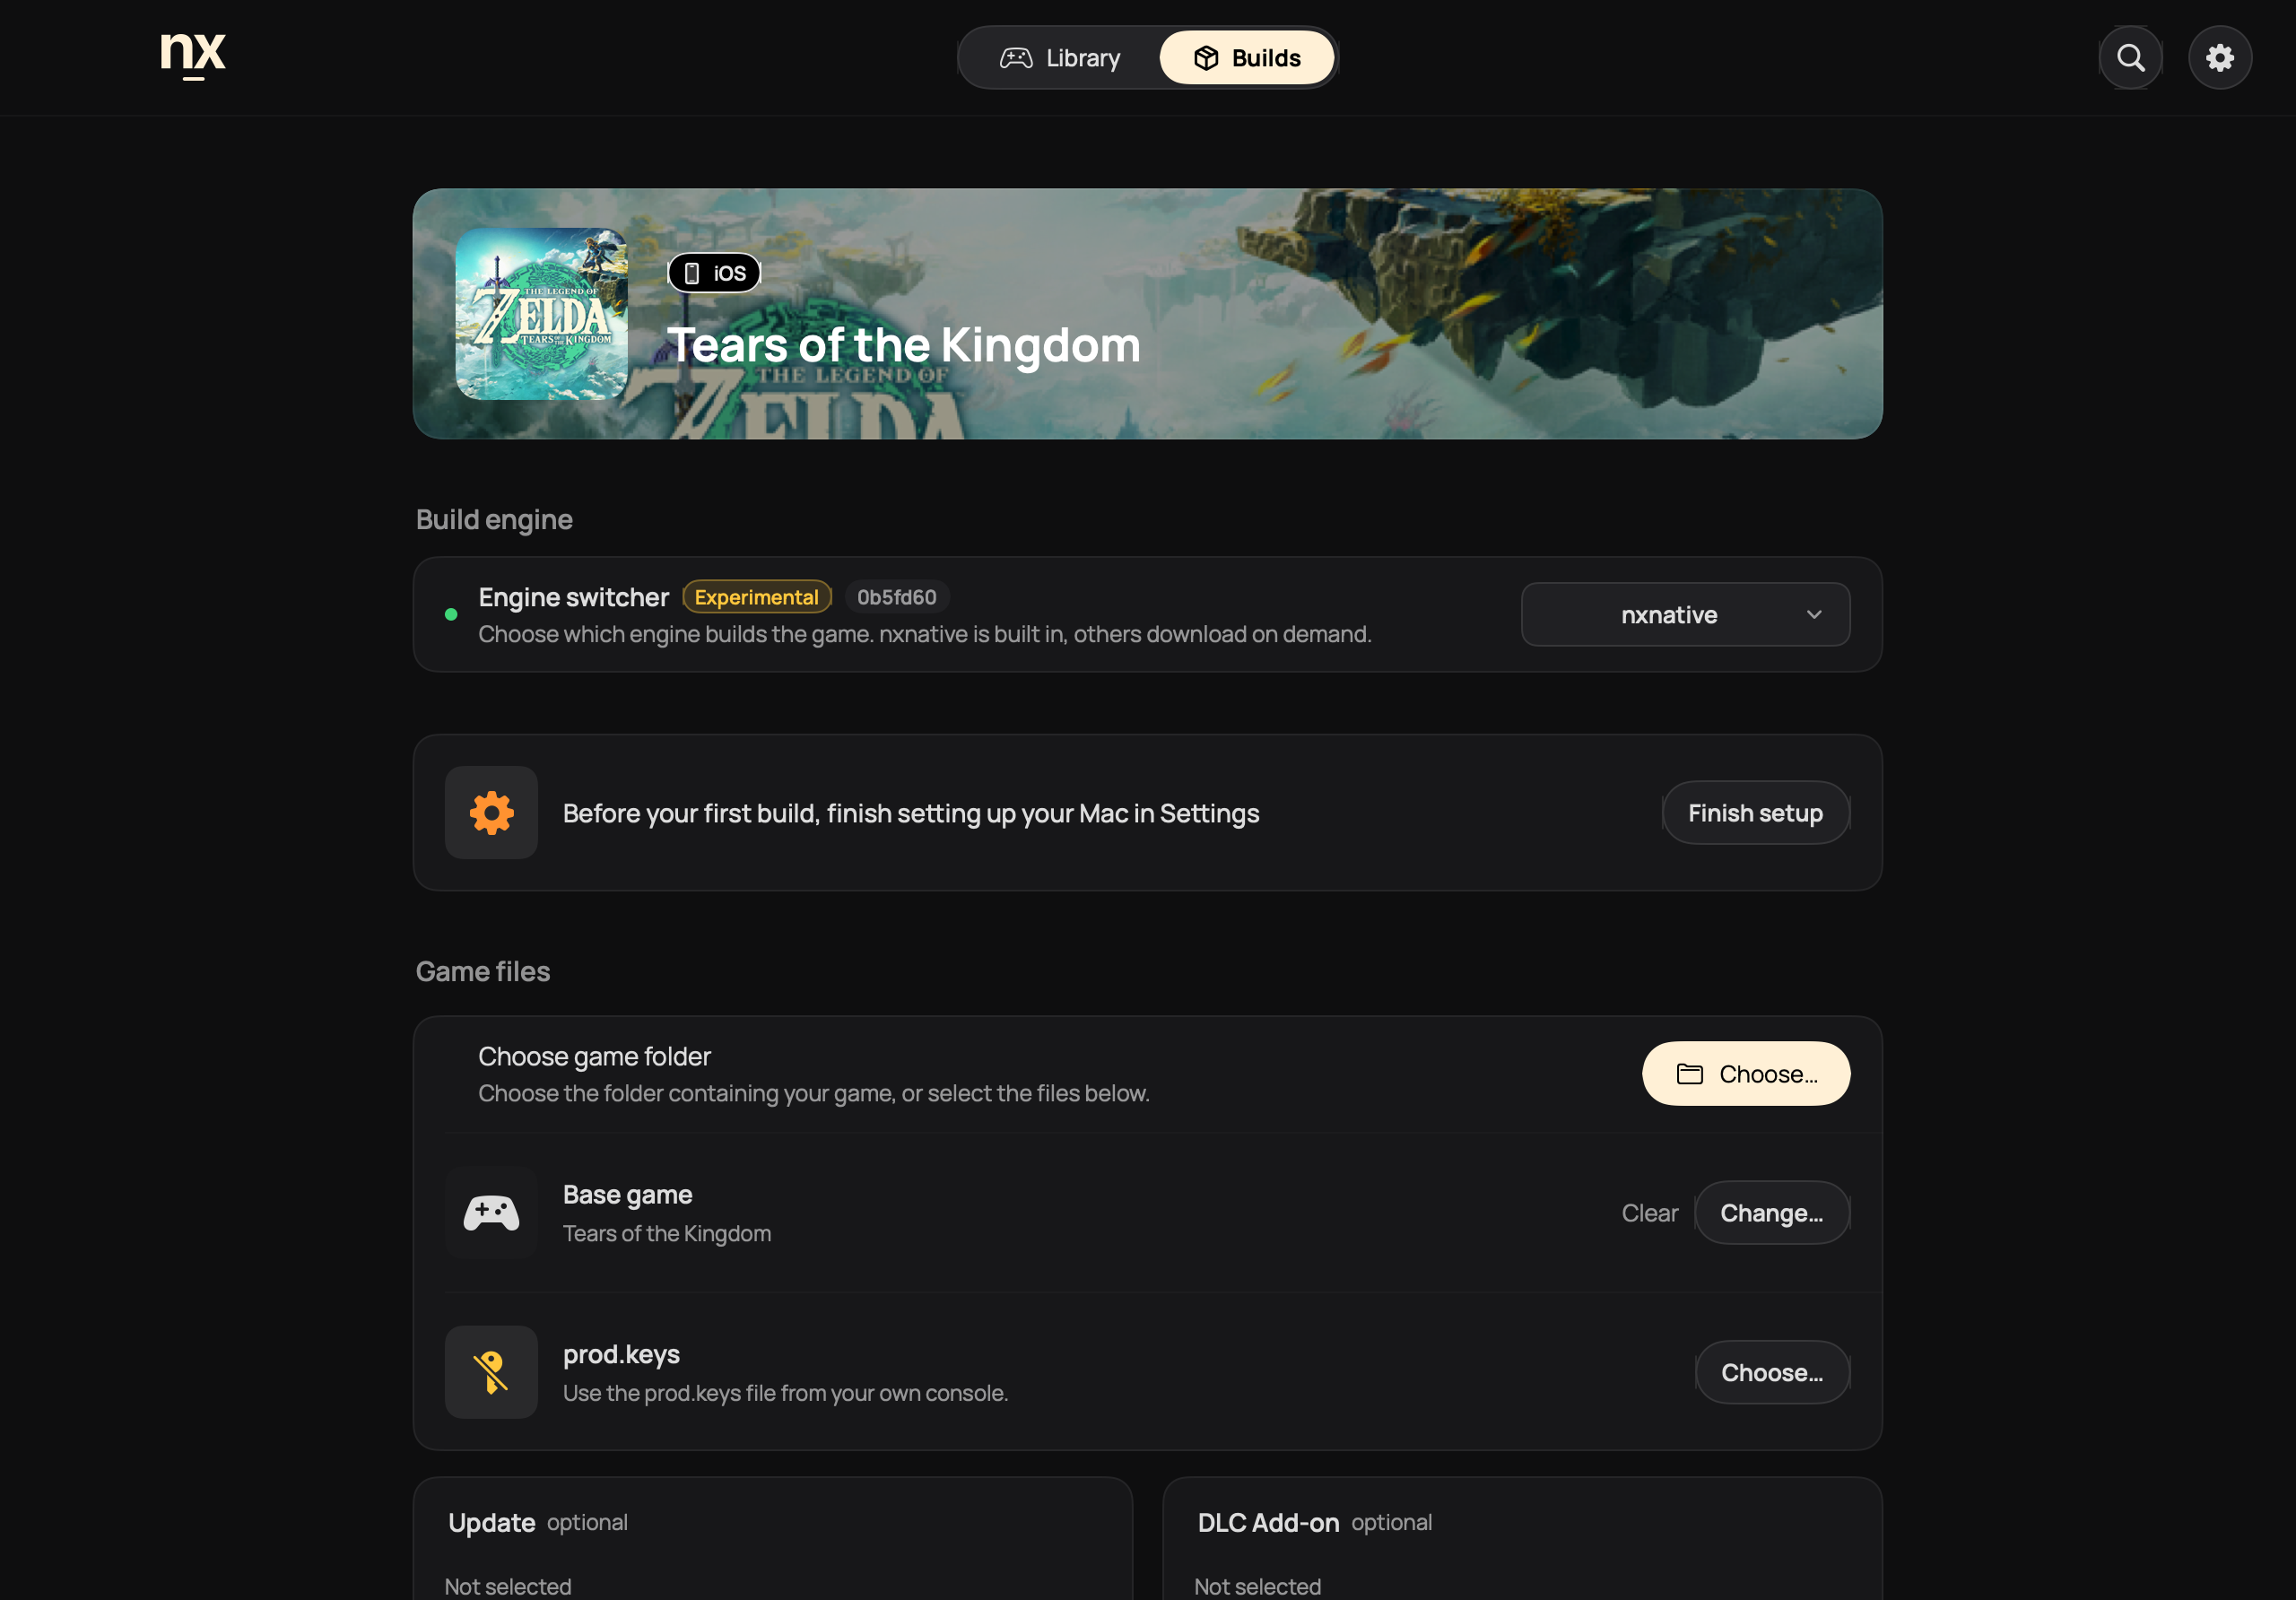 nx
Library
Builds
THE LEGEND OF
ZELDA
TEARS OF THE KINGDOM
iOS
Tears of the Kingdom
THE LEGEND OF
ZELDA
Build engine
Engine switcher Experimental 0b5fd60
Choose which engine builds the game. nxnative is built in, others download on demand.
nxnative
Before your first build, finish setting up your Mac in Settings
Finish setup
Game files
Choose game folder
Choose the folder containing your game, or select the files below.
Choose...
Base game
Tears of the Kingdom
Clear
Change...
prod.keys
Use the prod.keys file from your own console.
Choose...
Update optional
Not selected
DLC Add-on optional
Not selected